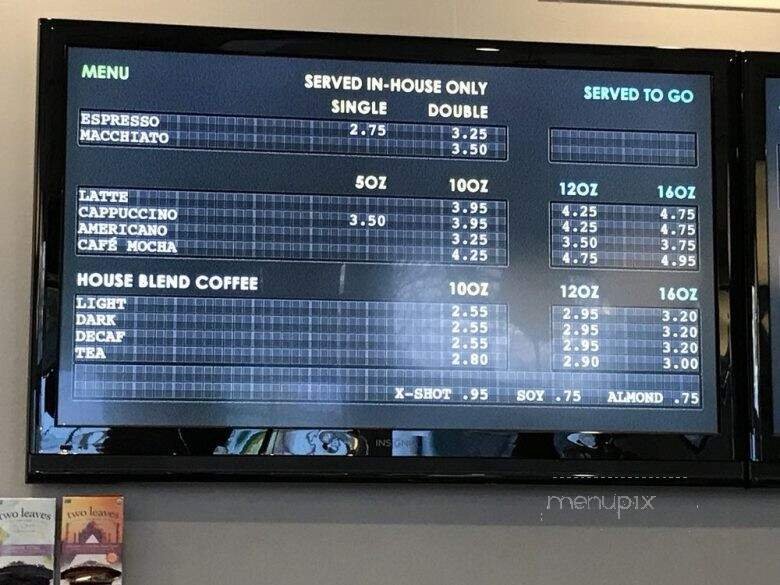 MENU SERVED IN-HOUSE ONLY SERVED TO GO
SINGLE DOUBLE
ESPRESSO 2.75 3.25
MACCHIATO 3.50
5OZ 10OZ 12OZ 16OZ
LATTE 3.95 4.25 4.75
CAPPUCCINO 3.50 3.95 4.25 4.75
AMERICANO 3.25 3.50 3.75
CAFÉ MOCHA 4.25 4.75 4.95
HOUSE BLEND COFFEE 10OZ 12OZ 16OZ
LIGHT 2.55 2.95 3.20
DARK 2.55 2.95 3.20
DECAF 2.55 2.95 3.20
TEA 2.80 2.90 3.00
X-SHOT .95 SOY .75 ALMOND .75
INSIGNIA
menupix
two leaves two leaves